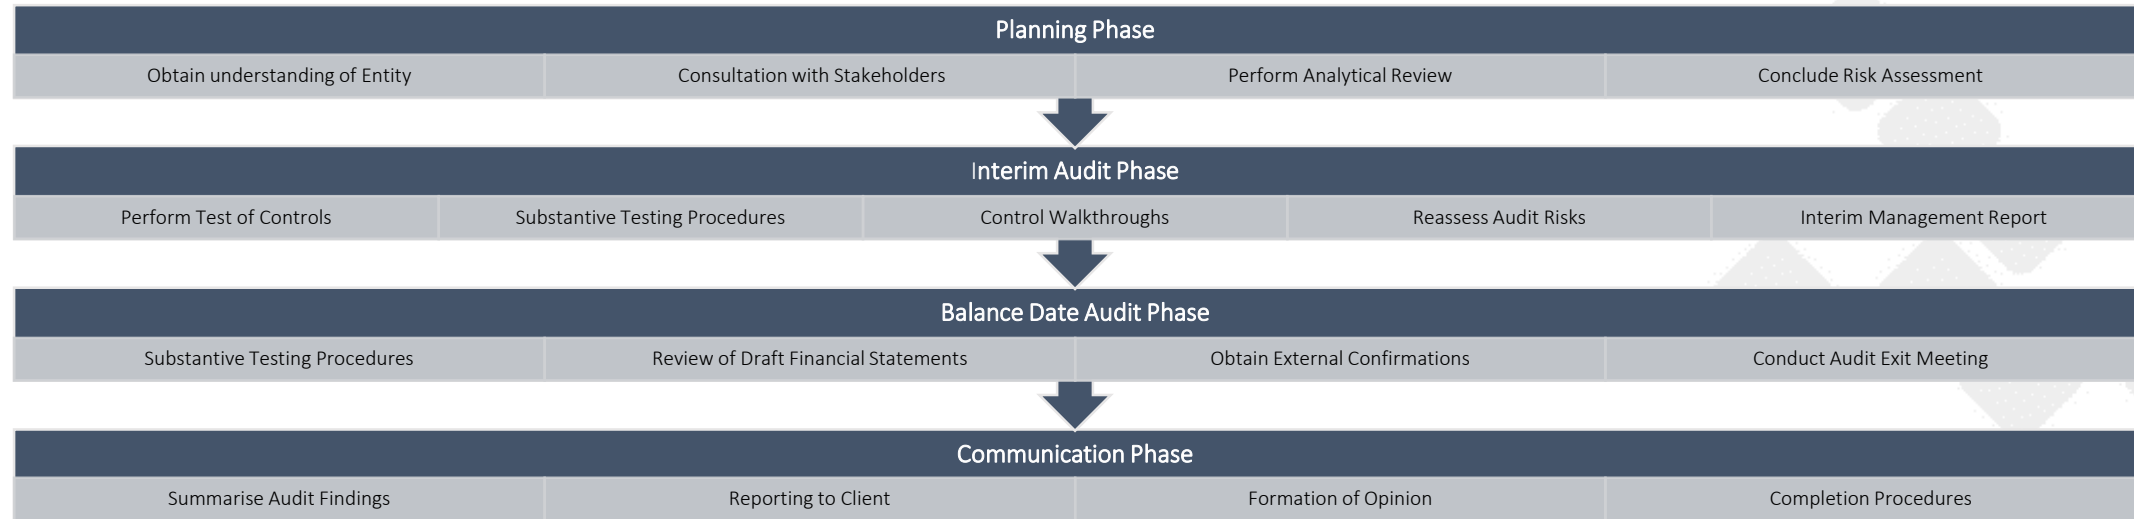 Planning Phase
Obtain understanding of Entity
Consultation with Stakeholders
Perform Analytical Review
Conclude Risk Assessment
Interim Audit Phase
Perform Test of Controls
Substantive Testing Procedures
Control Walkthroughs
Reassess Audit Risks
Interim Management Report
Balance Date Audit Phase
Substantive Testing Procedures
Review of Draft Financial Statements
Obtain External Confirmations
Conduct Audit Exit Meeting
Communication Phase
Summarise Audit Findings
Reporting to Client
Formation of Opinion
Completion Procedures